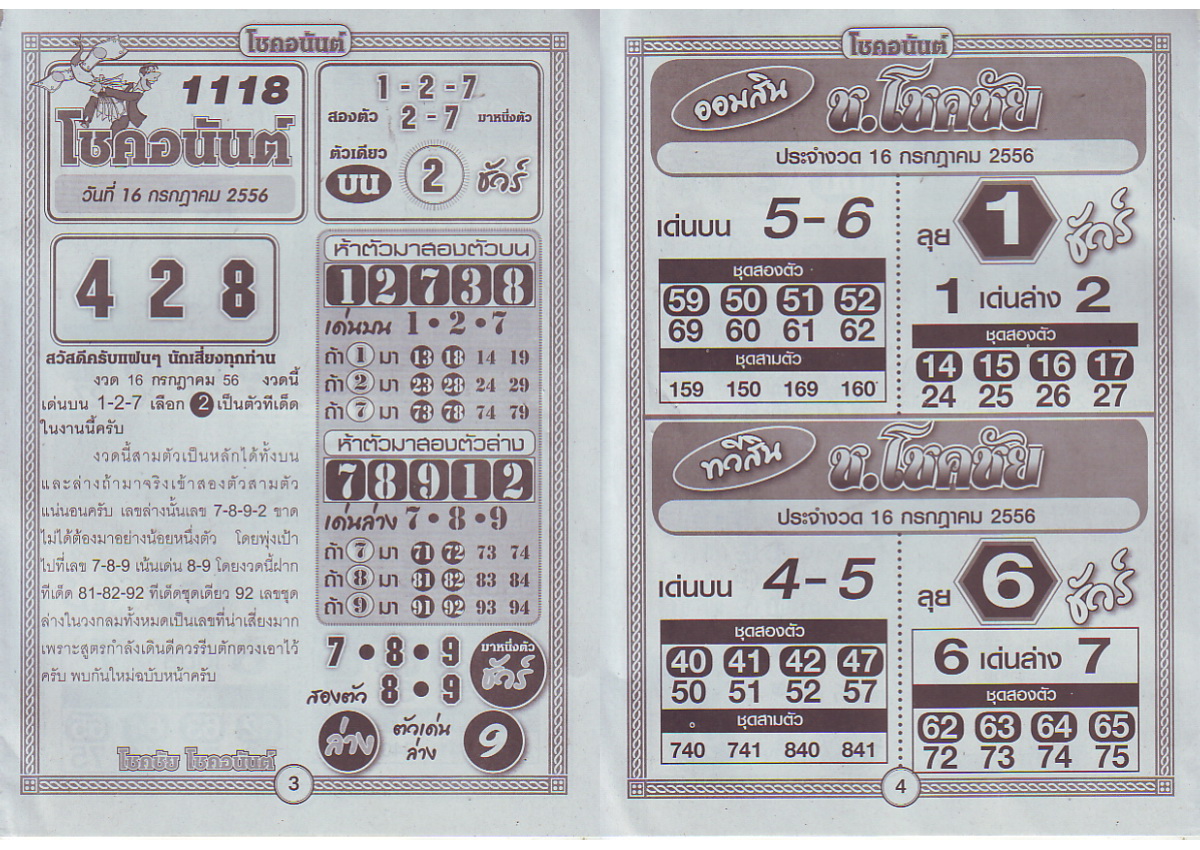 โชคอนันต์
1118
โชคอนันต์
วันที่ 16 กรกฎาคม 2556
1 - 2 - 7
สองตัว 2 - 7 มาหนึ่งตัว
ตัวเดียว
บน 2 ชัวร์
4 2 8
สวัสดีครับแฟนๆ นักเสี่ยงทุกท่าน
งวด 16 กรกฎาคม 56 งวดนี้
เด่นบน 1-2-7 เลือก 2 เป็นตัวทีเด็ด
ในงานนี้ครับ
งวดนี้สามตัวเป็นหลักได้ทั้งบน
และล่างถ้ามาจริงเข้าสองตัวสามตัว
แน่นอนครับ เลขล่างนั้นเลข 7-8-9-2 ขาด
ไม่ได้ต้องมาอย่างน้อยหนึ่งตัว โดยพุ่งเป้า
ไปที่เลข 7-8-9 เน้นเด่น 8-9 โดยงวดนี้ฝาก
ทีเด็ด 81-82-92 ทีเด็ดชุดเดียว 92 เลขชุด
ล่างในวงกลมทั้งหมดเป็นเลขที่น่าเสี่ยงมาก
เพราะสูตรกำลังเดินดีควรรีบตักตวงเอาไว้
ครับ พบกันใหม่ฉบับหน้าครับ
โชคชัย โชคอนันต์
ห้าตัวมาสองตัวบน
1 2 7 3 8
เด่นบน 1 • 2 • 7
ถ้า 1 มา 13 18 14 19
ถ้า 2 มา 23 28 24 29
ถ้า 7 มา 73 78 74 79
ห้าตัวมาสองตัวล่าง
7 8 9 1 2
เด่นล่าง 7 • 8 • 9
ถ้า 7 มา 71 72 73 74
ถ้า 8 มา 81 82 83 84
ถ้า 9 มา 91 92 93 94
7 • 8 • 9 มาหนึ่งตัว
สองตัว 8 • 9 ชัวร์
ล่าง ตัวเด่น
ล่าง 9
3
โชคอนันต์
ออมสิน ช.โชคชัย
ประจำงวด 16 กรกฎาคม 2556
เด่นบน 5-6
ชุดสองตัว
59 50 51 52
69 60 61 62
ชุดสามตัว
159 150 169 160
ลุย 1 ชัวร์
1 เด่นล่าง 2
ชุดสองตัว
14 15 16 17
24 25 26 27
ทวีสิน ช.โชคชัย
ประจำงวด 16 กรกฎาคม 2556
เด่นบน 4-5
ชุดสองตัว
40 41 42 47
50 51 52 57
ชุดสามตัว
740 741 840 841
ลุย 6 ชัวร์
6 เด่นล่าง 7
ชุดสองตัว
62 63 64 65
72 73 74 75
4